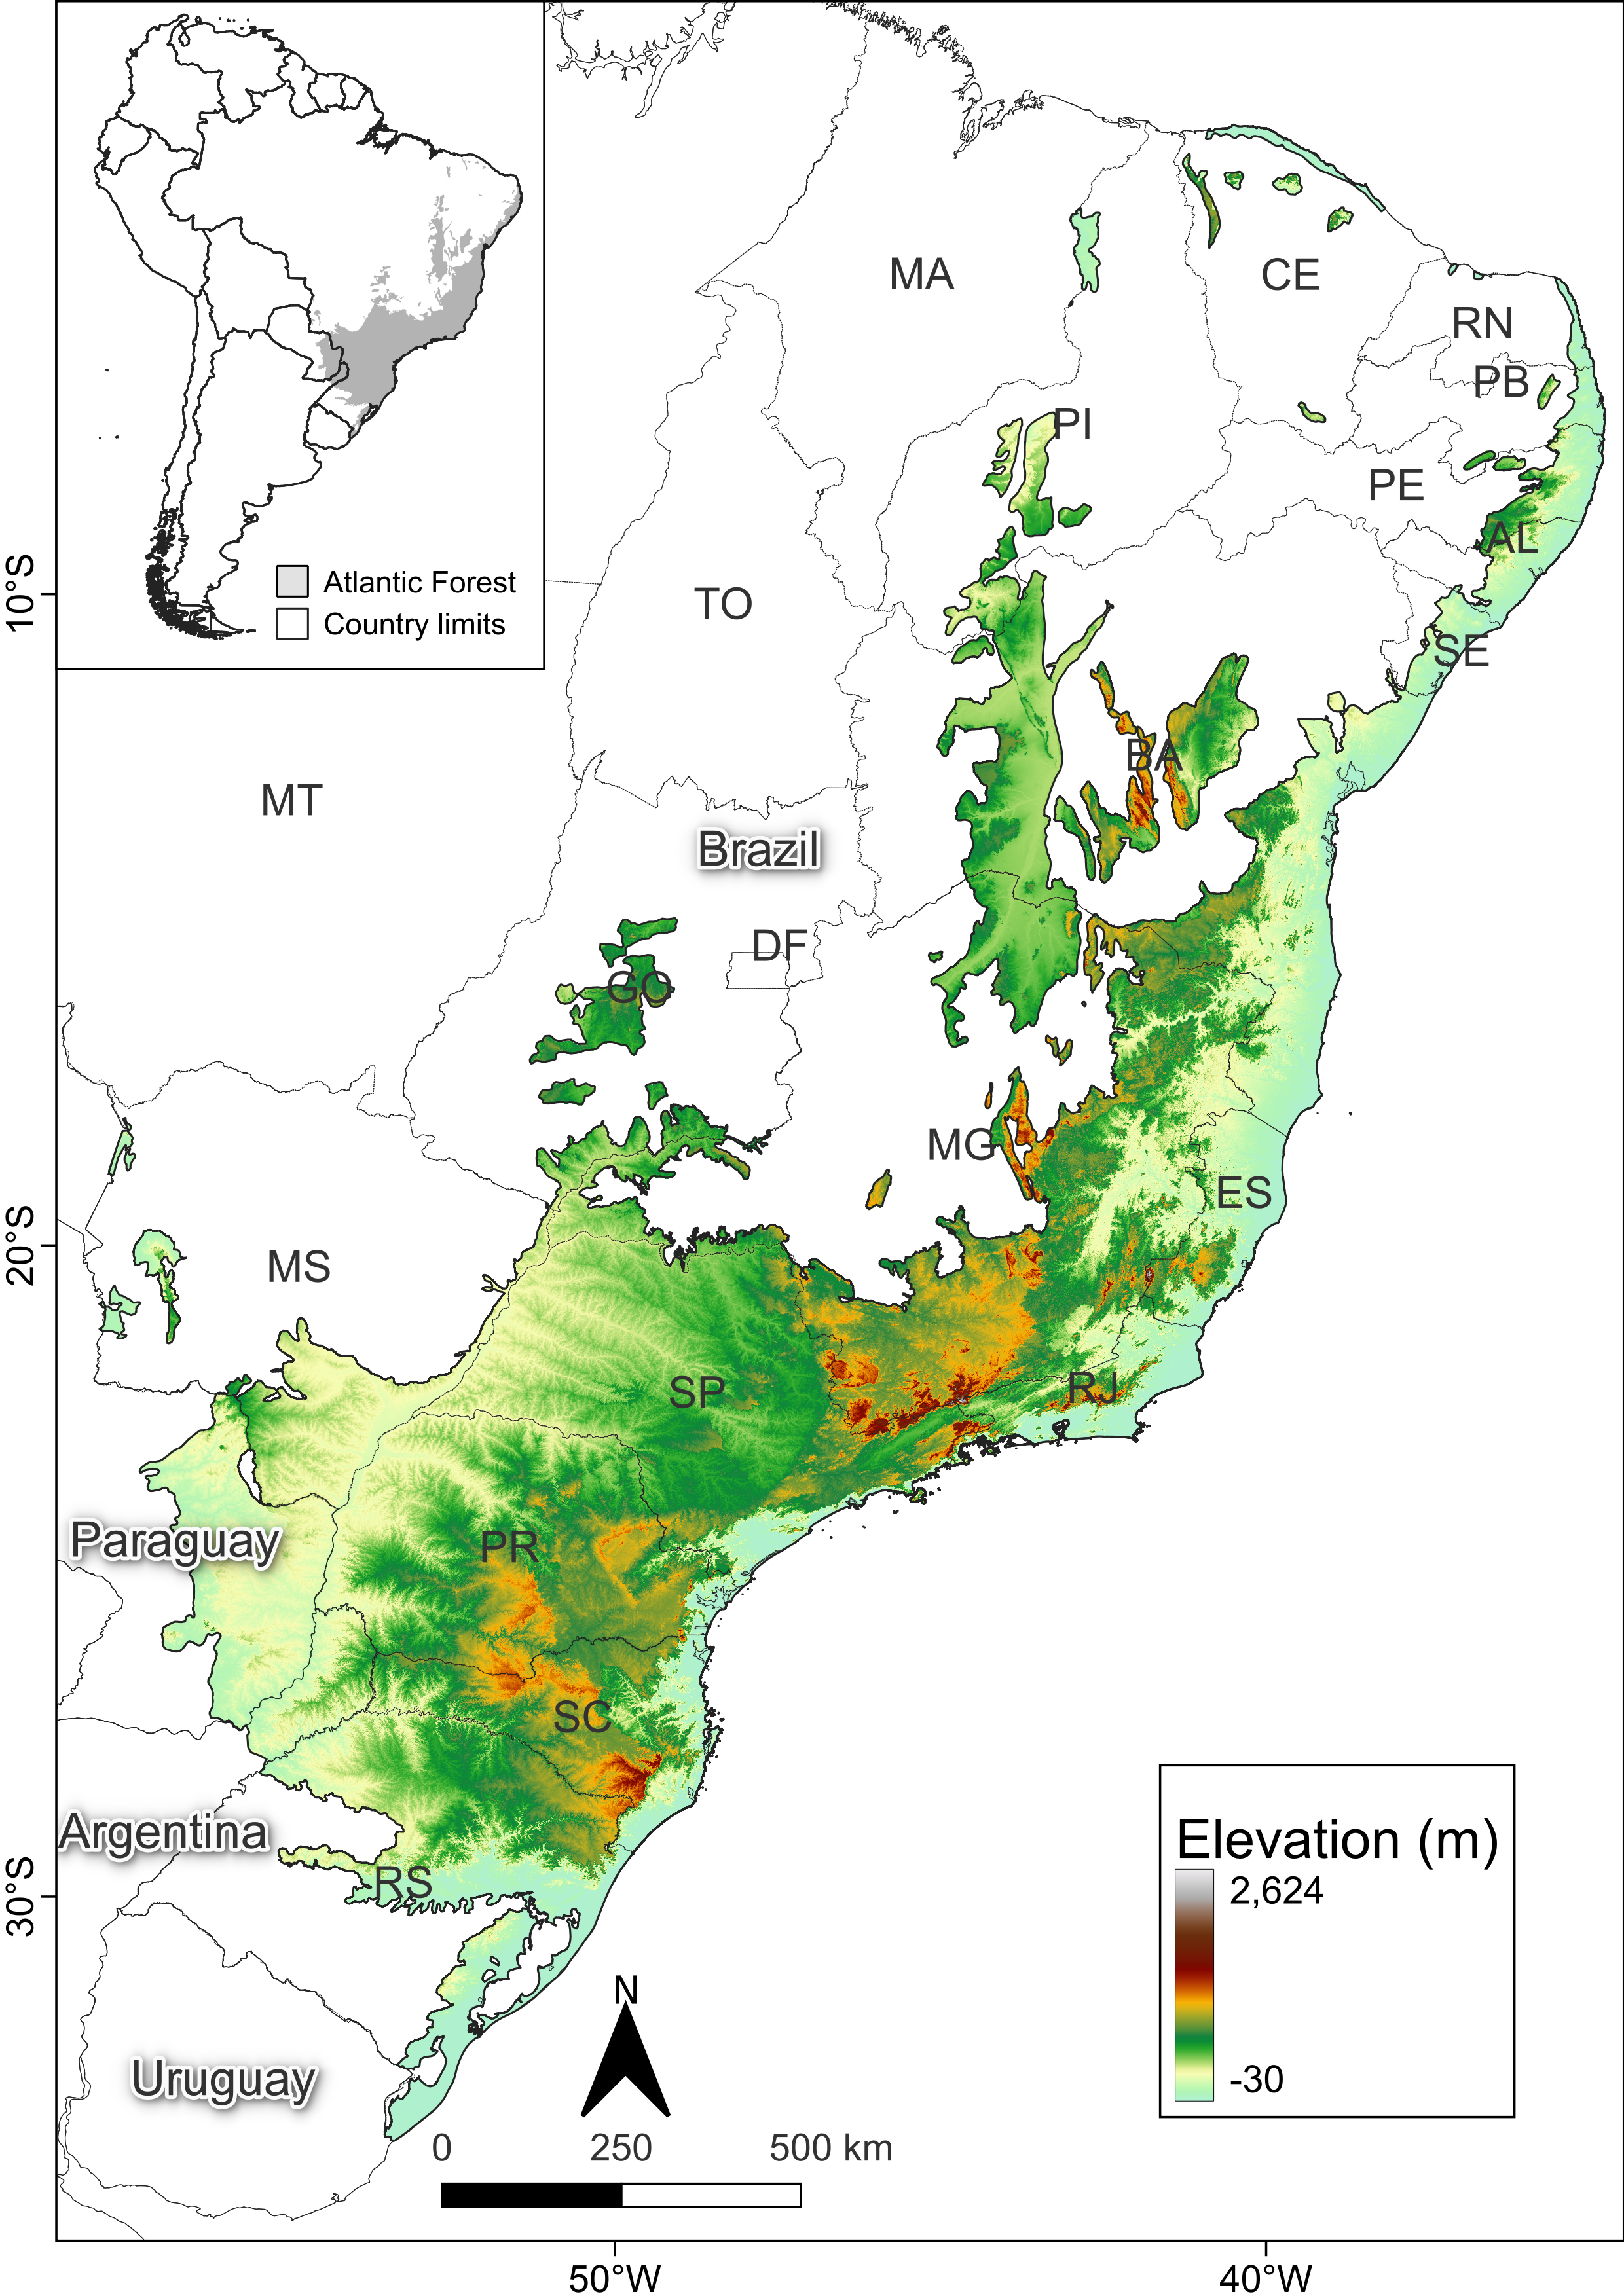 Atlantic Forest
Country limits
MA
CE
RN
PB
PI
PE
AL
10°S
TO
SE
BA
MT
Brazil
DF
GO
MG
ES
20°S
MS
SP
RJ
Paraguay
PR
SC
Argentina
RS
30°S
Uruguay
N
0 250 500 km
Elevation (m)
2,624
-30
50°W 40°W